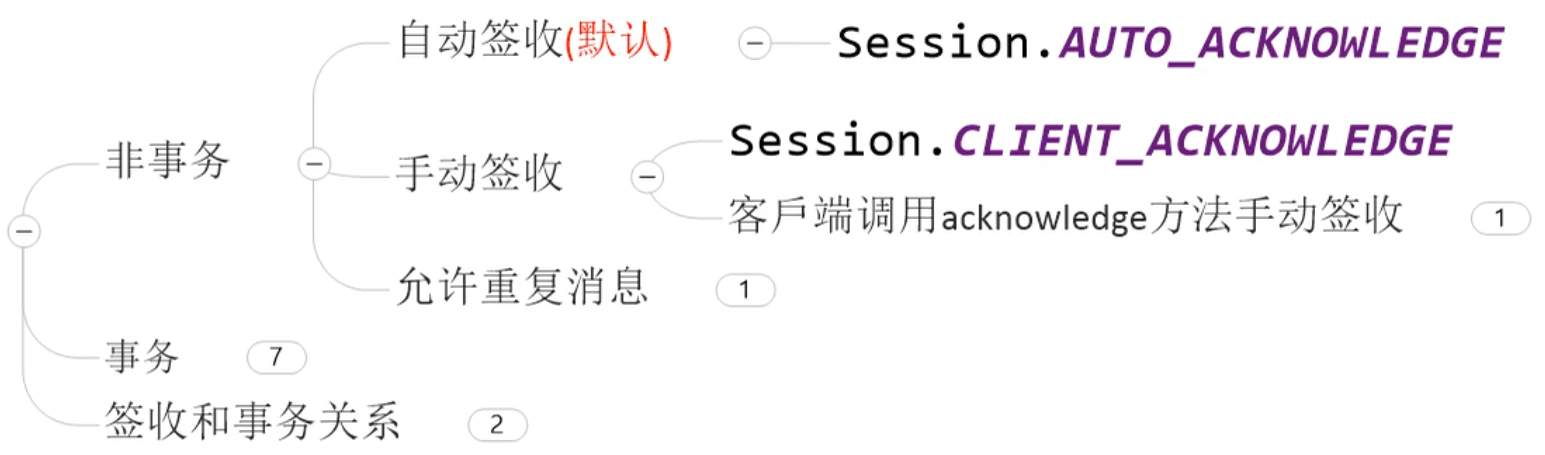 自动签收(默认)
Session.AUTO_ACKNOWLEDGE
Session.CLIENT_ACKNOWLEDGE
非事务
手动签收
客戶端调用acknowledge方法手动签收
1
允许重复消息
1
事务
7
签收和事务关系
2